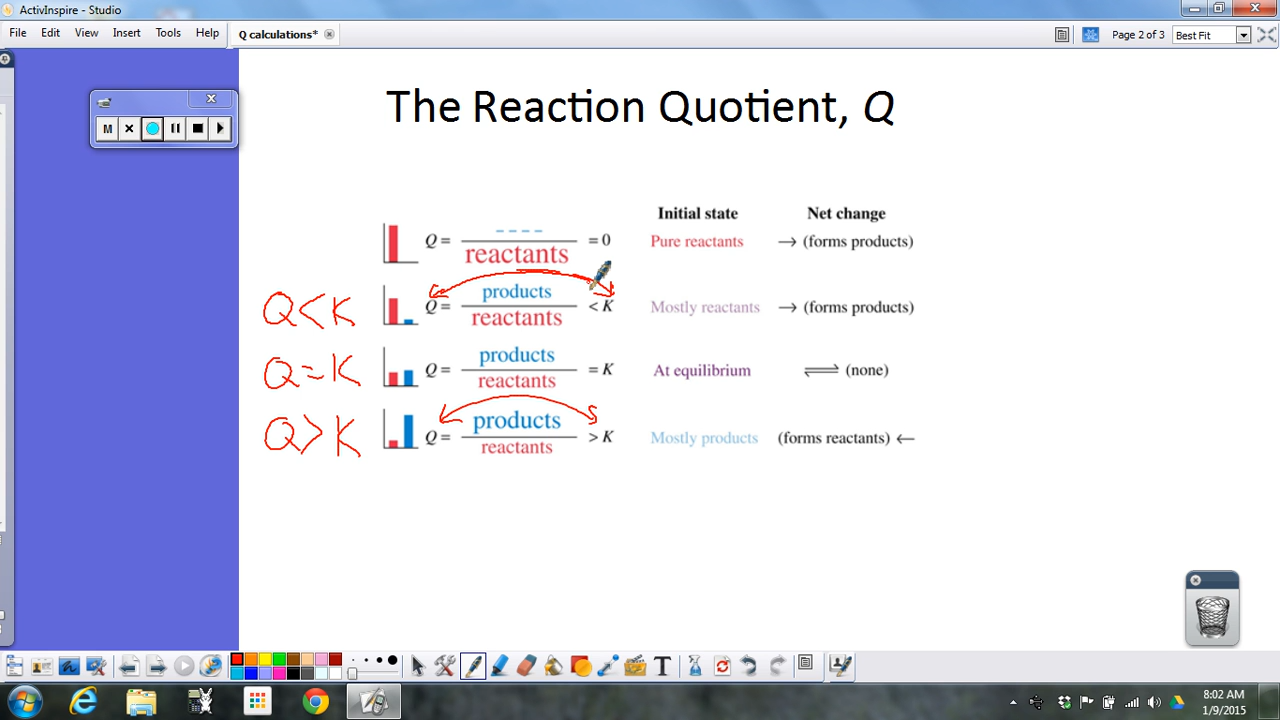 ActivInspire - Studio
File Edit View Insert Tools Help
Q calculations*
Page 2 of 3
Best Fit
M
The Reaction Quotient, Q
Initial state Net change
Q = ---- / reactants = 0 Pure reactants → (forms products)
Q<K Q = products / reactants < K Mostly reactants → (forms products)
Q=K Q = products / reactants = K At equilibrium ⇌ (none)
Q>K Q = products / reactants > K Mostly products (forms reactants) ←
T
8:02 AM
1/9/2015